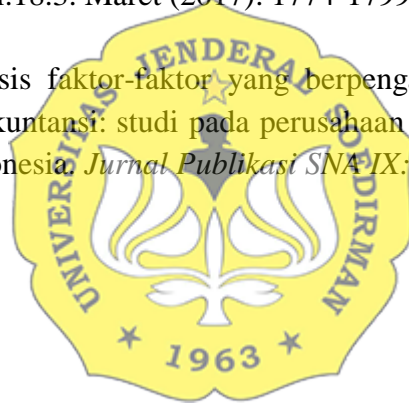 .18.3. Maret (2017). 1774-1799
sis faktor-faktor yang berpeng
kuntansi: studi pada perusahaan
onesia. Jurnal Publikasi SNA IX:
UNIVERSITAS JENDERAL SOEDIRMAN
1963